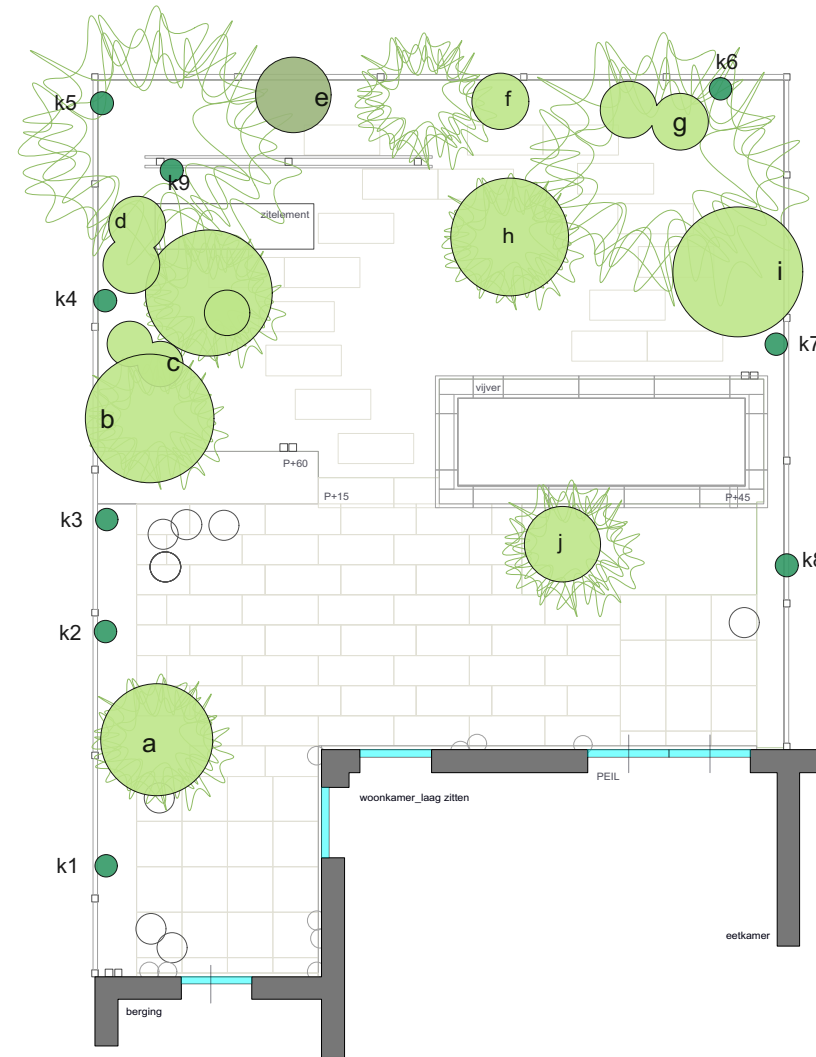 k6
k5
e
f
g
k9
d
zitelement
h
i
k4
k7
c
vijver
b
P+60
P+15
P+45
k3
j
k8
k2
a
PEIL
woonkamer_laag zitten
k1
eetkamer
berging